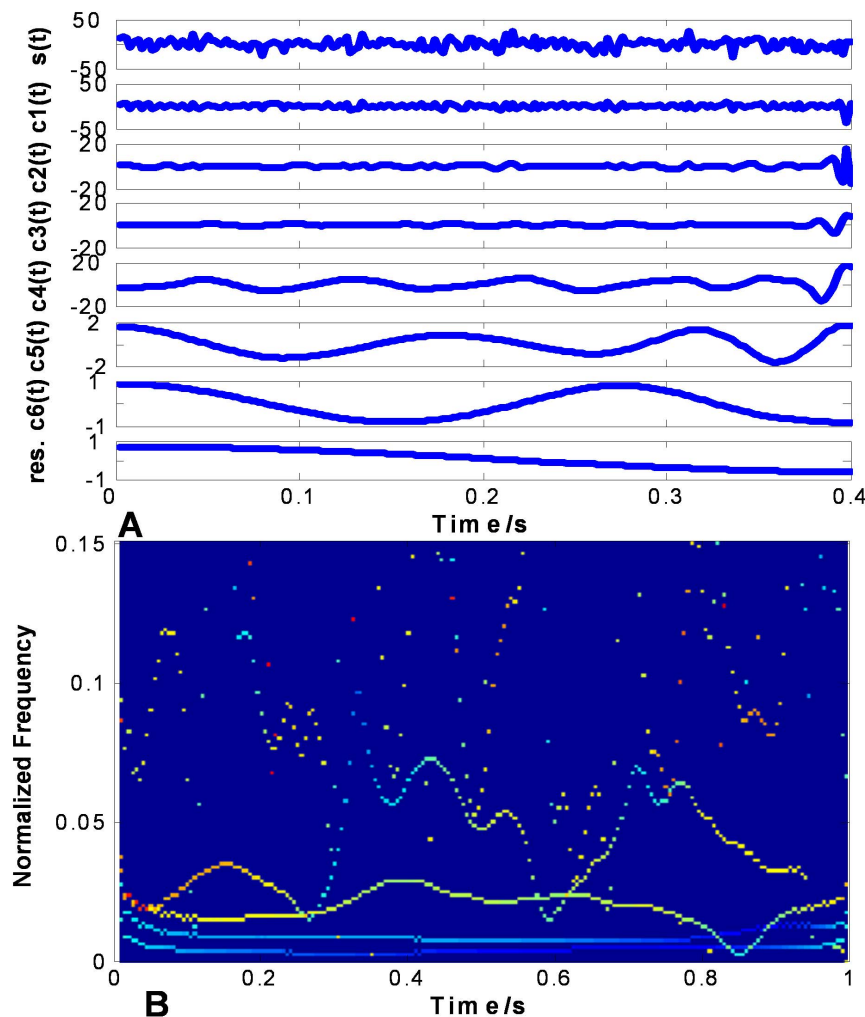 50
s(t)
-50
50
c1(t)
-50
20
c2(t)
-20
20
c3(t)
-20
20
c4(t)
-20
2
c5(t)
-2
1
c6(t)
-1
1
res.
-1
0 0.1 0.2 0.3 0.4
A Time/s
0.15
0.1
Normalized Frequency
0.05
0
0 0.2 0.4 0.6 0.8 1
B Time/s